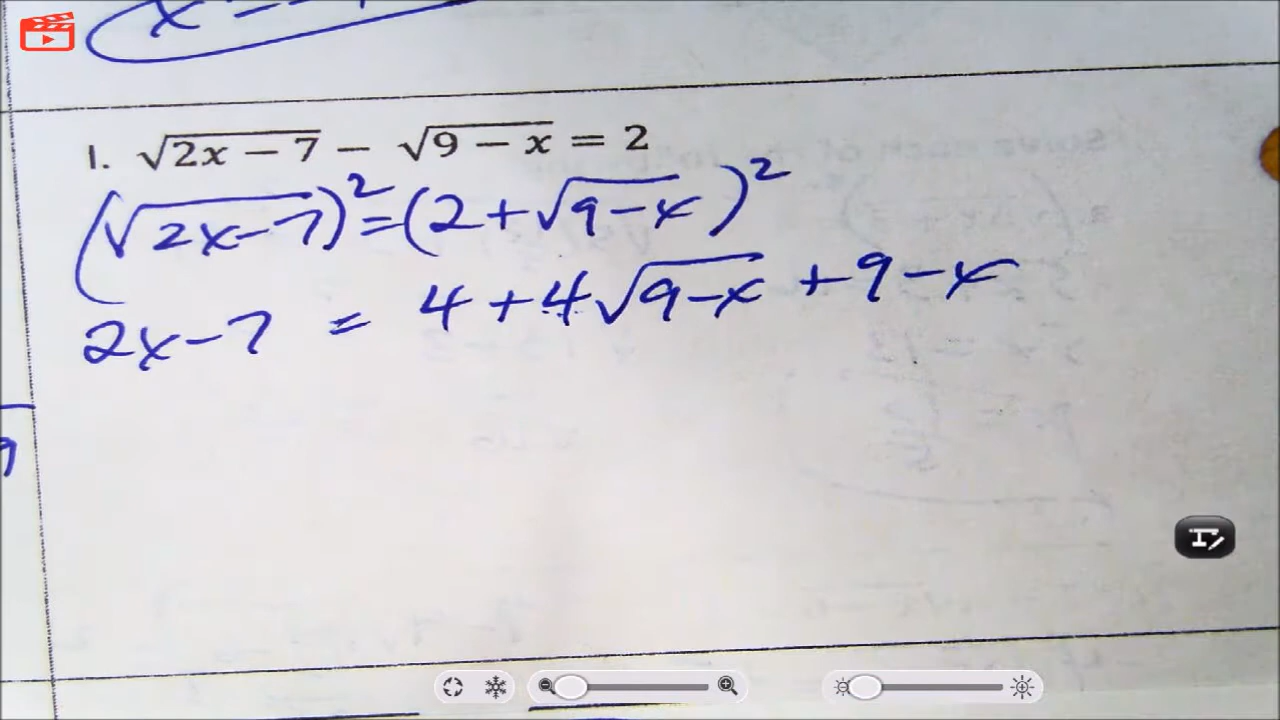 1. √(2x − 7) − √(9 − x) = 2
(√(2x-7))² = (2 + √(9-x))²
2x-7 = 4 + 4√(9-x) + 9 - x